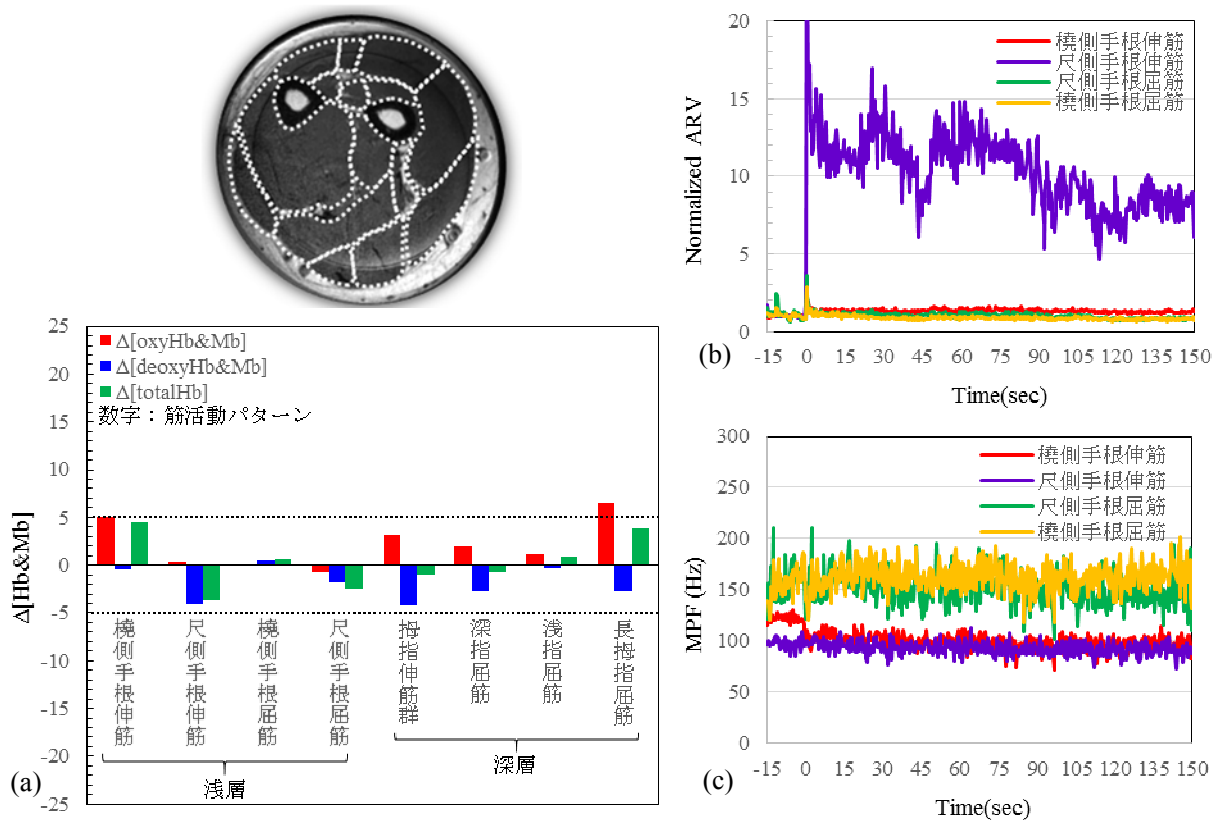 25
20
15
10
5
0
-5
-10
-15
-20
-25
Δ[Hb&Mb]
Δ[oxyHb&Mb]
Δ[deoxyHb&Mb]
Δ[totalHb]
数字：筋活動パターン
橈側手根伸筋
尺側手根伸筋
橈側手根屈筋
尺側手根屈筋
拇指伸筋群
深指屈筋
浅指屈筋
長拇指屈筋
浅層
深層
(a)
20
15
10
5
0
Normalized ARV
橈側手根伸筋
尺側手根伸筋
尺側手根屈筋
橈側手根屈筋
-15 0 15 30 45 60 75 90 105 120 135 150
Time(sec)
(b)
300
250
200
150
100
50
0
MPF (Hz)
橈側手根伸筋
尺側手根伸筋
尺側手根屈筋
橈側手根屈筋
-15 0 15 30 45 60 75 90 105 120 135 150
Time(sec)
(c)